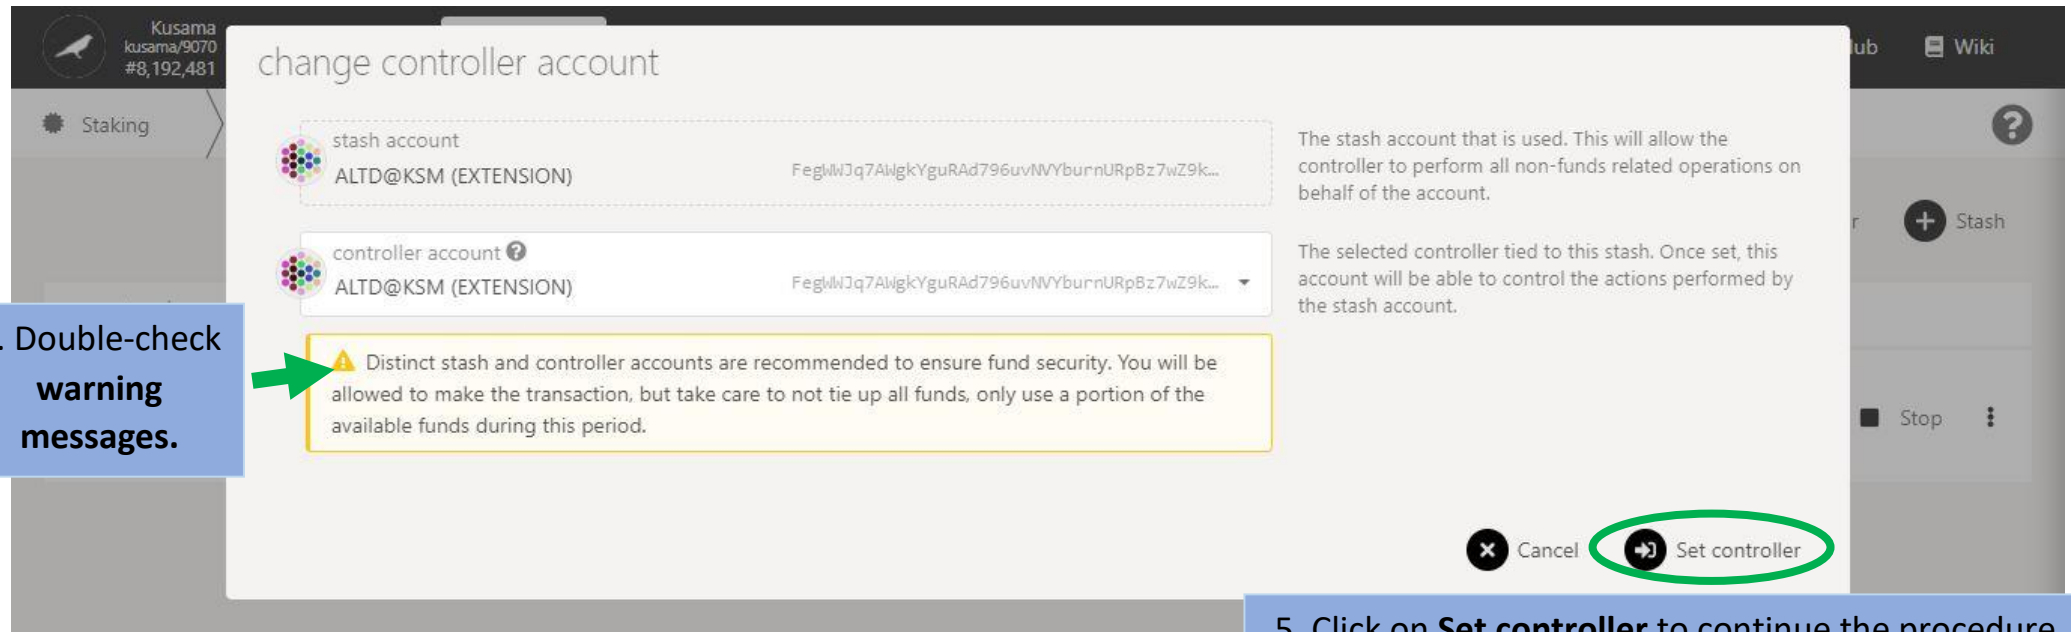 Kusama
kusama/9070
#8,192,481
lub
Wiki
change controller account
Staking
stash account
ALTD@KSM (EXTENSION)
FegWWJq7AWgkYguRAd796uvNVYburnURpBz7wZ9k…
The stash account that is used. This will allow the
controller to perform all non-funds related operations on
behalf of the account.
r
Stash
controller account
ALTD@KSM (EXTENSION)
FegWWJq7AWgkYguRAd796uvNVYburnURpBz7wZ9k…
The selected controller tied to this stash. Once set, this
account will be able to control the actions performed by
the stash account.
. Double-check
warning
messages.
Distinct stash and controller accounts are recommended to ensure fund security. You will be
allowed to make the transaction, but take care to not tie up all funds, only use a portion of the
available funds during this period.
Stop
Cancel
Set controller
5. Click on Set controller to continue the procedure